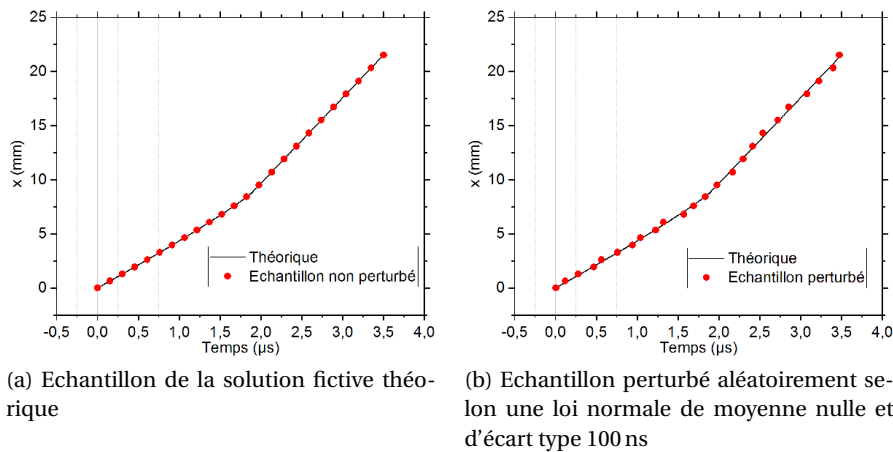 25
20
15
10
5
0
x (mm)
-0,5 0,0 0,5 1,0 1,5 2,0 2,5 3,0 3,5 4,0
Temps (µs)
Théorique
Echantillon non perturbé
(a) Echantillon de la solution fictive théo-
rique
25
20
15
10
5
0
x (mm)
-0,5 0,0 0,5 1,0 1,5 2,0 2,5 3,0 3,5 4,0
Temps (µs)
Théorique
Echantillon perturbé
(b) Echantillon perturbé aléatoirement se-
lon une loi normale de moyenne nulle et
d'écart type 100 ns